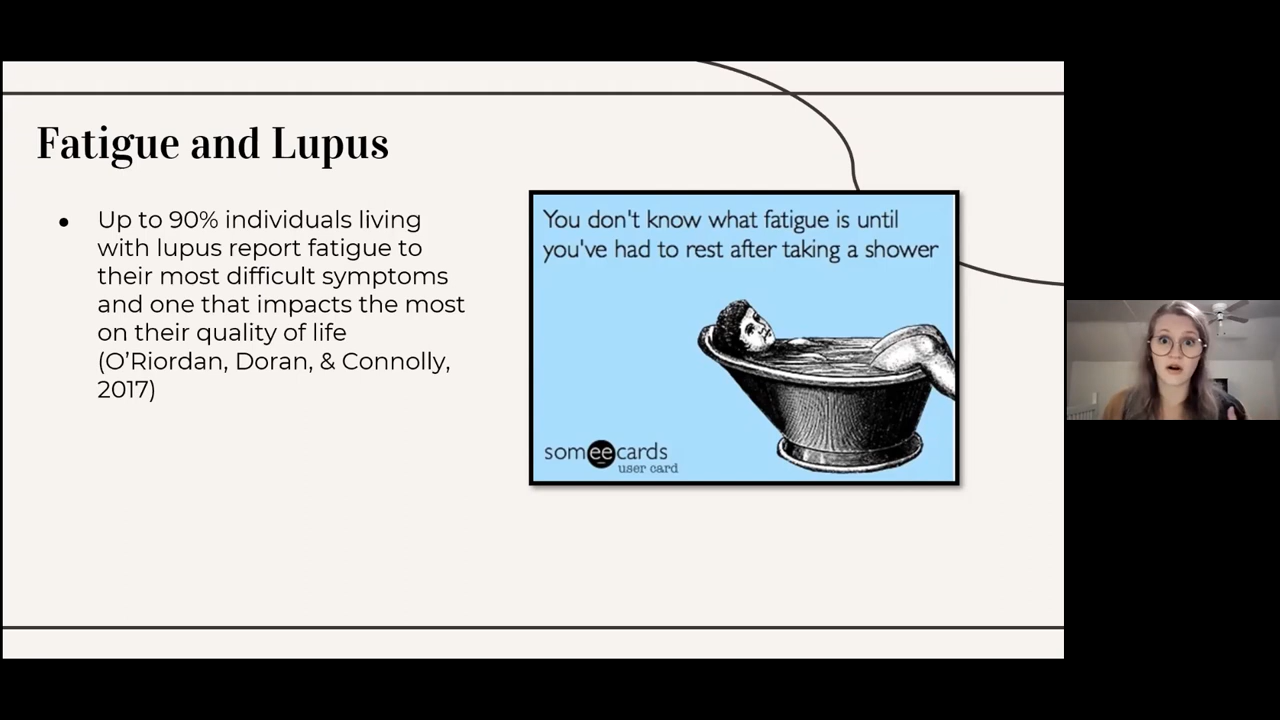 Fatigue and Lupus
● Up to 90% individuals living
with lupus report fatigue to
their most difficult symptoms
and one that impacts the most
on their quality of life
(O’Riordan, Doran, & Connolly,
2017)
You don't know what fatigue is until
you've had to rest after taking a shower
someecards
user card